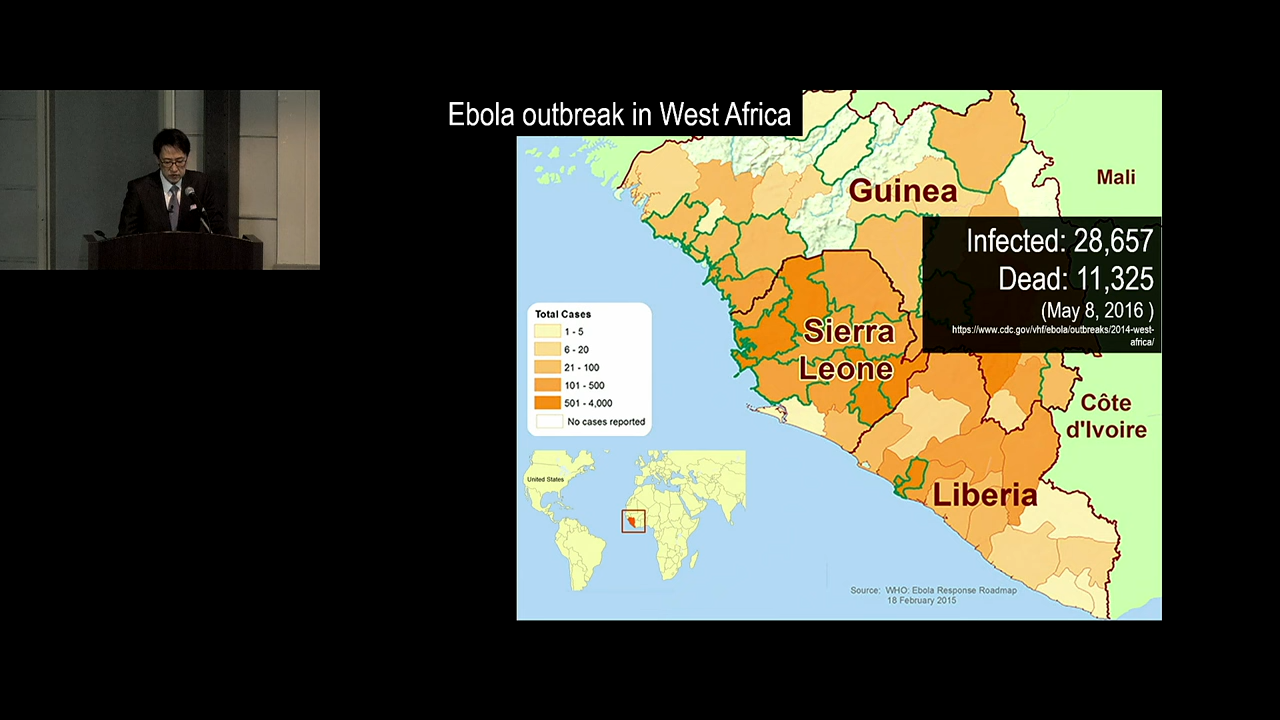 Ebola outbreak in West Africa
Guinea
Mali
Infected: 28,657
Dead: 11,325
(May 8, 2016 )
https://www.cdc.gov/vhf/ebola/outbreaks/2014-west-
africa/
Total Cases
1 - 5
6 - 20
21 - 100
101 - 500
501 - 4,000
No cases reported
Sierra
Leone
Côte
d'Ivoire
United States
Liberia
Source: WHO: Ebola Response Roadmap
18 February 2015